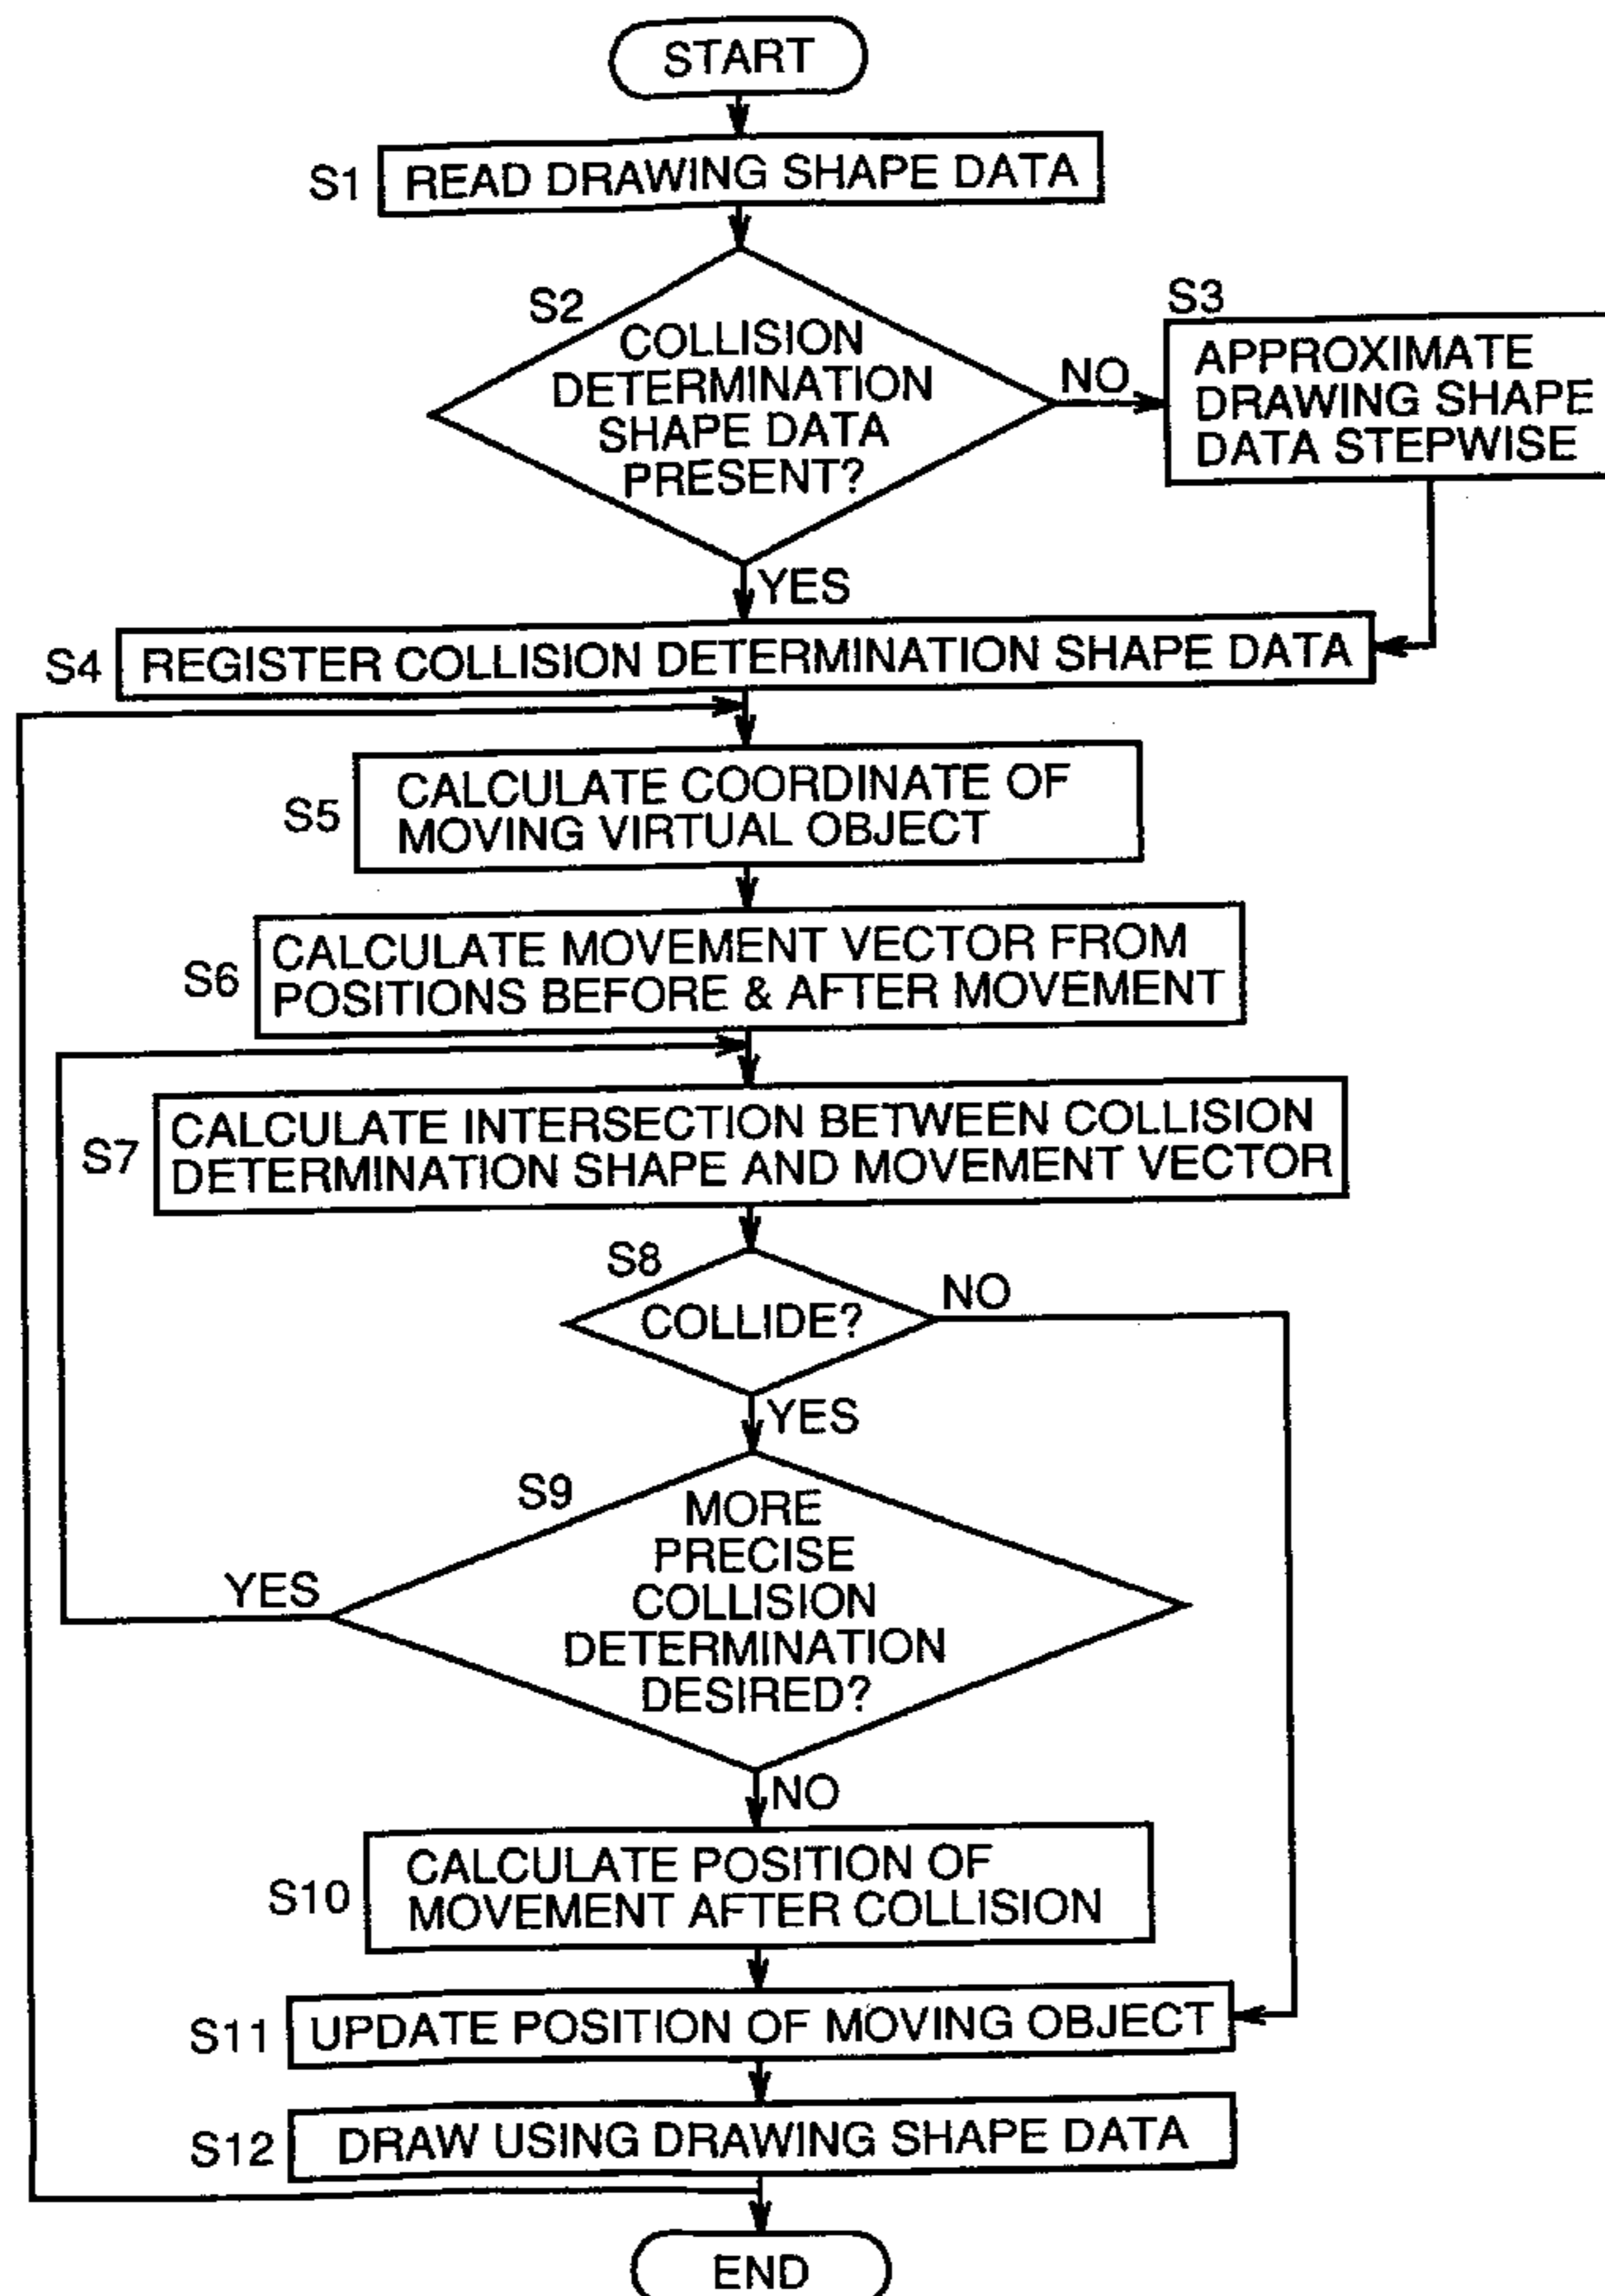 START
S1
READ DRAWING SHAPE DATA
S2
COLLISION
DETERMINATION
SHAPE DATA
PRESENT?
NO
S3
APPROXIMATE
DRAWING SHAPE
DATA STEPWISE
YES
S4
REGISTER COLLISION DETERMINATION SHAPE DATA
S5
CALCULATE COORDINATE OF
MOVING VIRTUAL OBJECT
S6
CALCULATE MOVEMENT VECTOR FROM
POSITIONS BEFORE & AFTER MOVEMENT
S7
CALCULATE INTERSECTION BETWEEN COLLISION
DETERMINATION SHAPE AND MOVEMENT VECTOR
S8
COLLIDE?
NO
YES
S9
MORE
PRECISE
COLLISION
DETERMINATION
DESIRED?
YES
NO
S10
CALCULATE POSITION OF
MOVEMENT AFTER COLLISION
S11
UPDATE POSITION OF MOVING OBJECT
S12
DRAW USING DRAWING SHAPE DATA
END